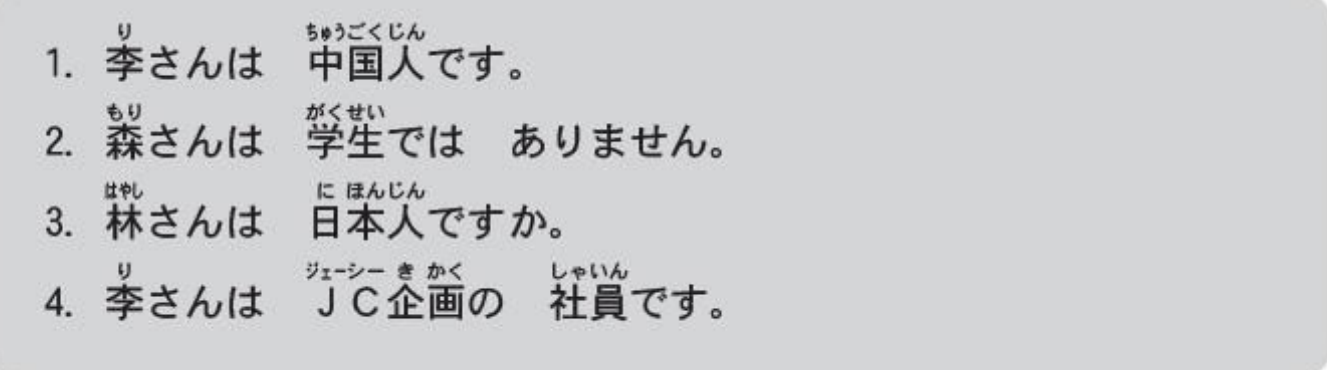 り ちゅうごくじん
1. 李さんは　中国人です。
もり がくせい
2. 森さんは　学生では　ありません。
はやし に ほんじん
3. 林さんは　日本人ですか。
り ジェーシー き かく しゃいん
4. 李さんは　ＪＣ企画の　社員です。